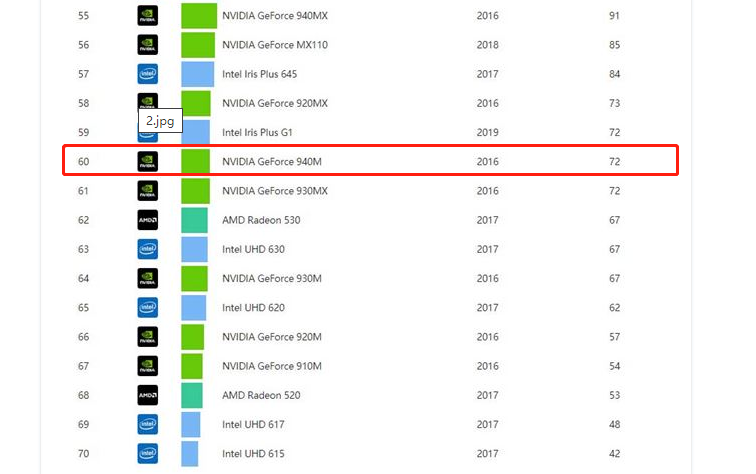 55 NVIDIA NVIDIA GeForce 940MX 2016 91
56 NVIDIA NVIDIA GeForce MX110 2018 85
57 intel Intel Iris Plus 645 2017 84
58 NVIDIA NVIDIA GeForce 920MX 2016 73
2.jpg
59 Intel Iris Plus G1 2019 72
60 NVIDIA NVIDIA GeForce 940M 2016 72
61 NVIDIA NVIDIA GeForce 930MX 2016 72
62 AMD AMD Radeon 530 2017 67
63 intel Intel UHD 630 2017 67
64 NVIDIA NVIDIA GeForce 930M 2016 67
65 intel Intel UHD 620 2017 62
66 NVIDIA NVIDIA GeForce 920M 2016 57
67 NVIDIA NVIDIA GeForce 910M 2016 54
68 AMD AMD Radeon 520 2017 53
69 intel Intel UHD 617 2017 48
70 intel Intel UHD 615 2017 42